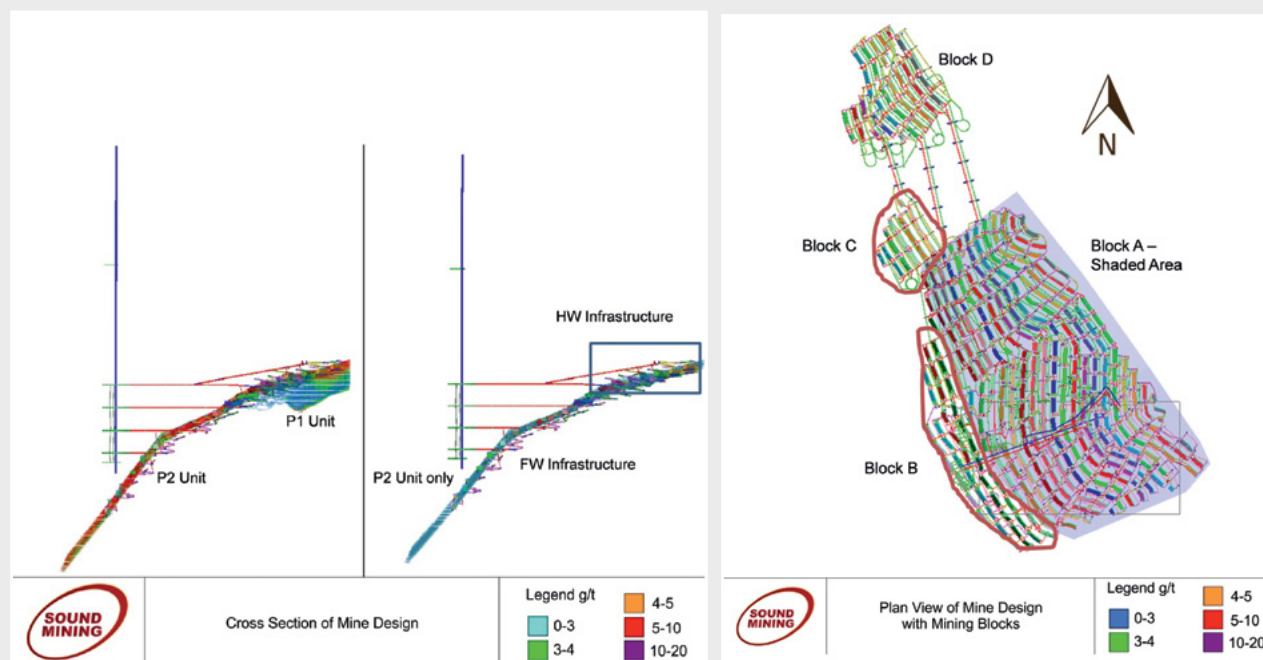 HW Infrastructure
P1 Unit
P2 Unit
P2 Unit only
FW Infrastructure
SOUND
MINING
Cross Section of Mine Design
Legend g/t
0-3
3-4
4-5
5-10
10-20
Block D
N
Block C
Block A –
Shaded Area
Block B
SOUND
MINING
Plan View of Mine Design
with Mining Blocks
Legend g/t
0-3
3-4
4-5
5-10
10-20